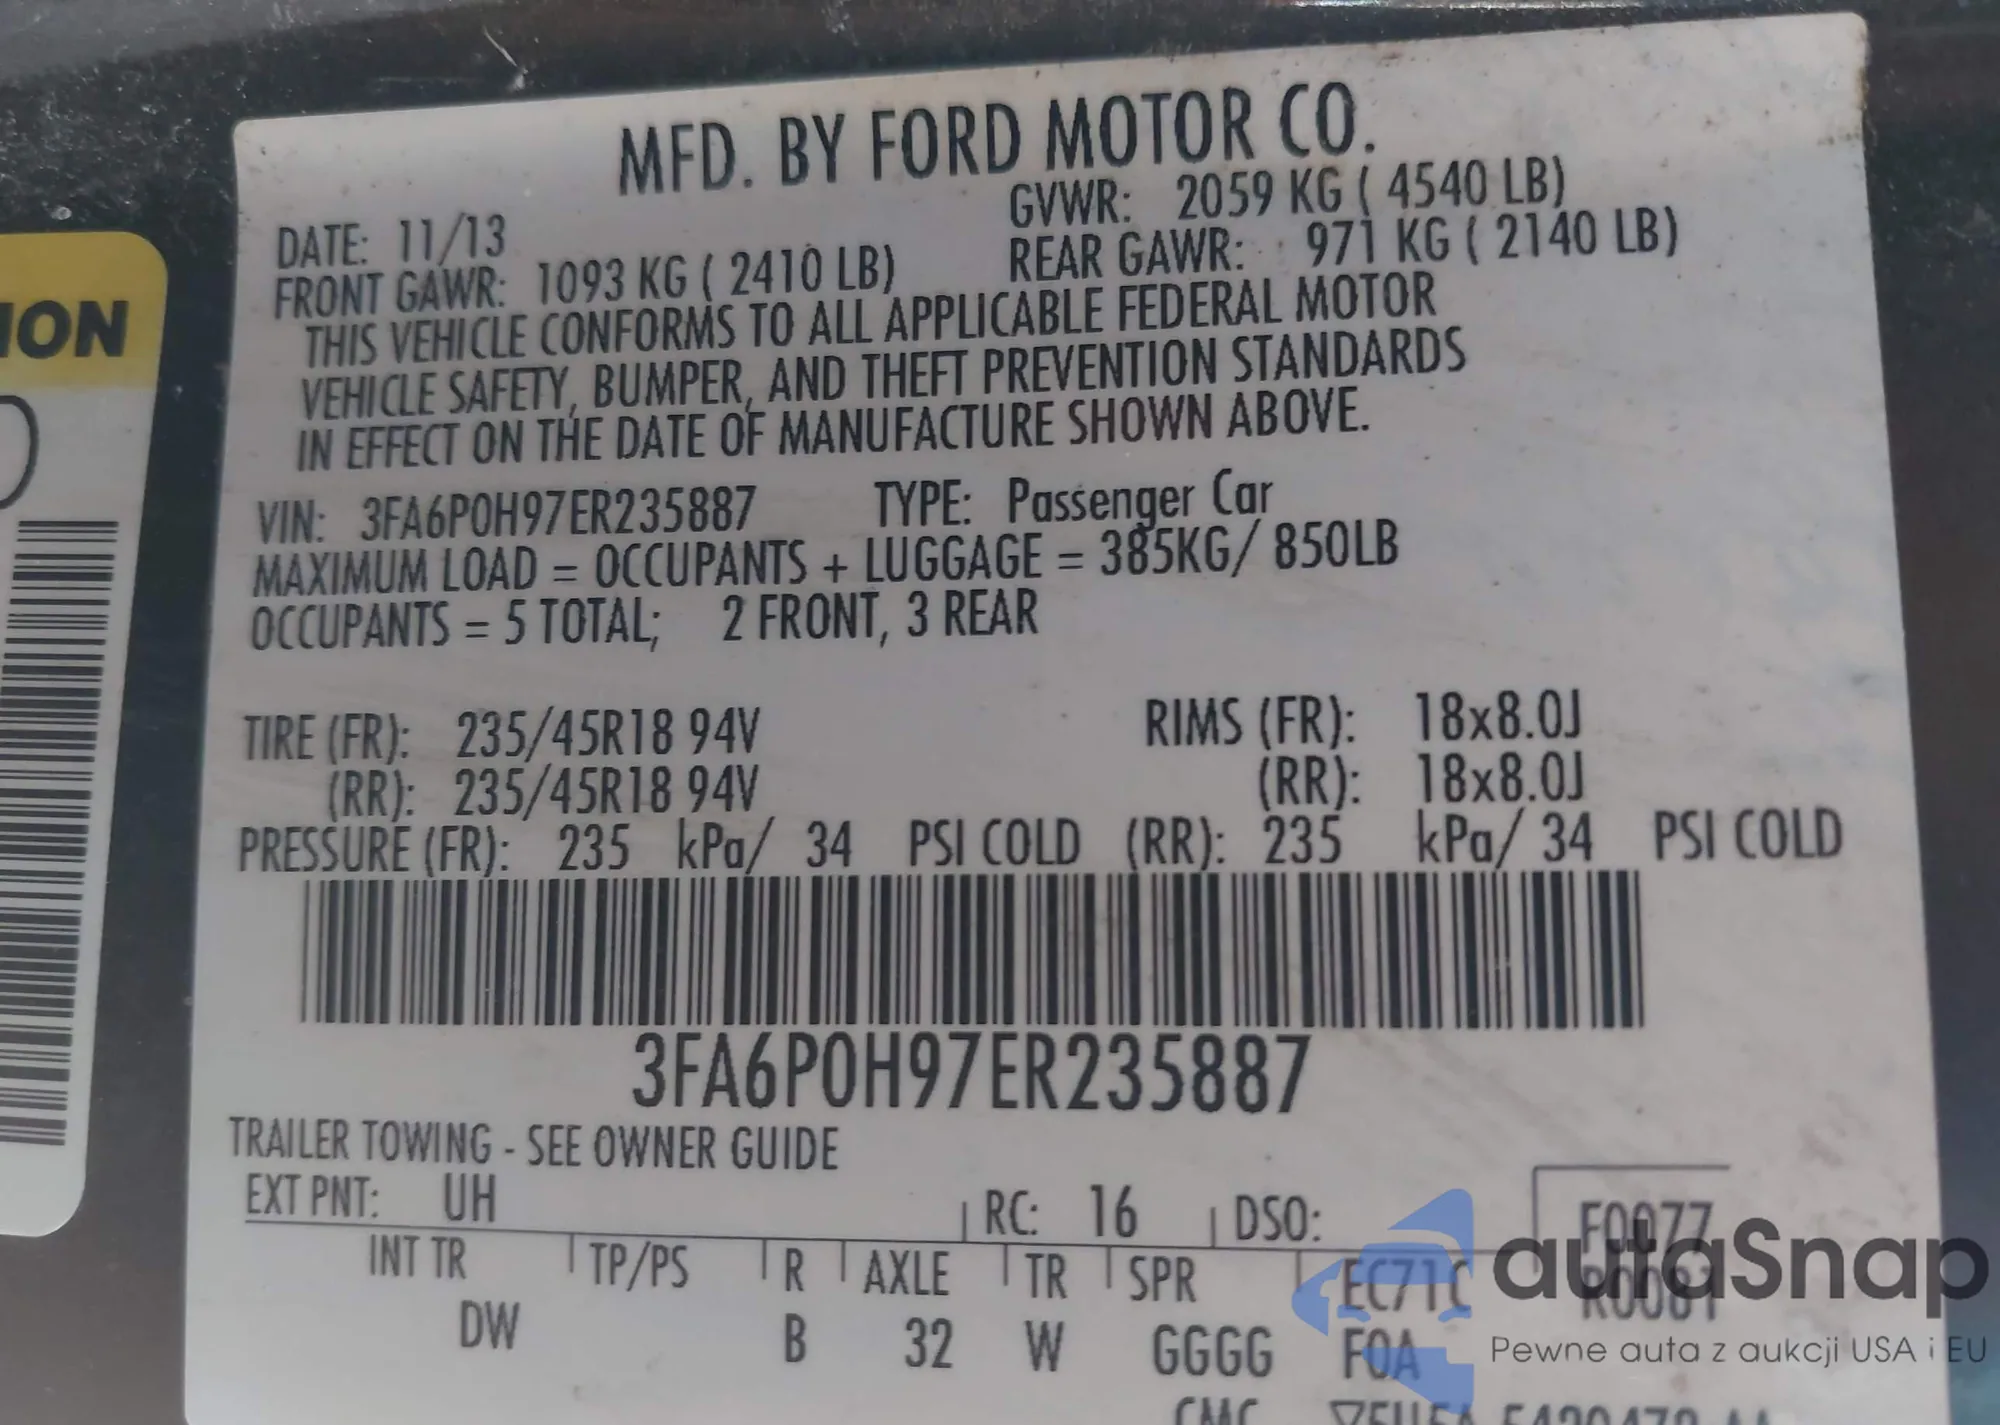 MFD. BY FORD MOTOR CO.
DATE: 11/13 GVWR: 2059 KG ( 4540 LB)
FRONT GAWR: 1093 KG ( 2410 LB) REAR GAWR: 971 KG ( 2140 LB)
THIS VEHICLE CONFORMS TO ALL APPLICABLE FEDERAL MOTOR
VEHICLE SAFETY, BUMPER, AND THEFT PREVENTION STANDARDS
IN EFFECT ON THE DATE OF MANUFACTURE SHOWN ABOVE.
ION
VIN: 3FA6P0H97ER235887 TYPE: Passenger Car
MAXIMUM LOAD = OCCUPANTS + LUGGAGE = 385KG/ 850LB
OCCUPANTS = 5 TOTAL; 2 FRONT, 3 REAR
TIRE (FR): 235/45R18 94V RIMS (FR): 18x8.0J
(RR): 235/45R18 94V (RR): 18x8.0J
PRESSURE (FR): 235 kPa/ 34 PSI COLD (RR): 235 kPa/ 34 PSI COLD
3FA6P0H97ER235887
TRAILER TOWING - SEE OWNER GUIDE
EXT PNT: UH RC: 16 DSO: F0077
INT TR TP/PS R AXLE TR SPR EC71C R0081
DW B 32 W GGGG F0A
autaSnap
Pewne auta z aukcji USA i EU